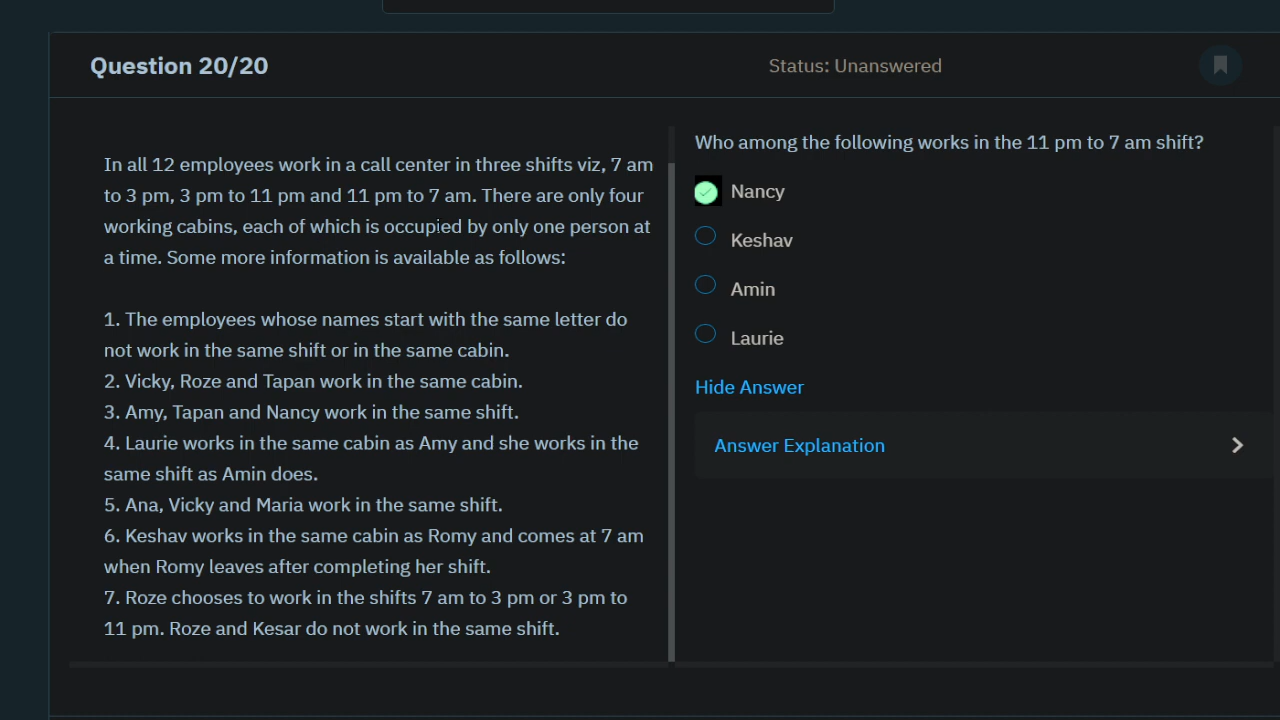 Question 20/20
Status: Unanswered
In all 12 employees work in a call center in three shifts viz, 7 am
to 3 pm, 3 pm to 11 pm and 11 pm to 7 am. There are only four
working cabins, each of which is occupied by only one person at
a time. Some more information is available as follows:
1. The employees whose names start with the same letter do
not work in the same shift or in the same cabin.
2. Vicky, Roze and Tapan work in the same cabin.
3. Amy, Tapan and Nancy work in the same shift.
4. Laurie works in the same cabin as Amy and she works in the
same shift as Amin does.
5. Ana, Vicky and Maria work in the same shift.
6. Keshav works in the same cabin as Romy and comes at 7 am
when Romy leaves after completing her shift.
7. Roze chooses to work in the shifts 7 am to 3 pm or 3 pm to
11 pm. Roze and Kesar do not work in the same shift.
Who among the following works in the 11 pm to 7 am shift?
Nancy
Keshav
Amin
Laurie
Hide Answer
Answer Explanation